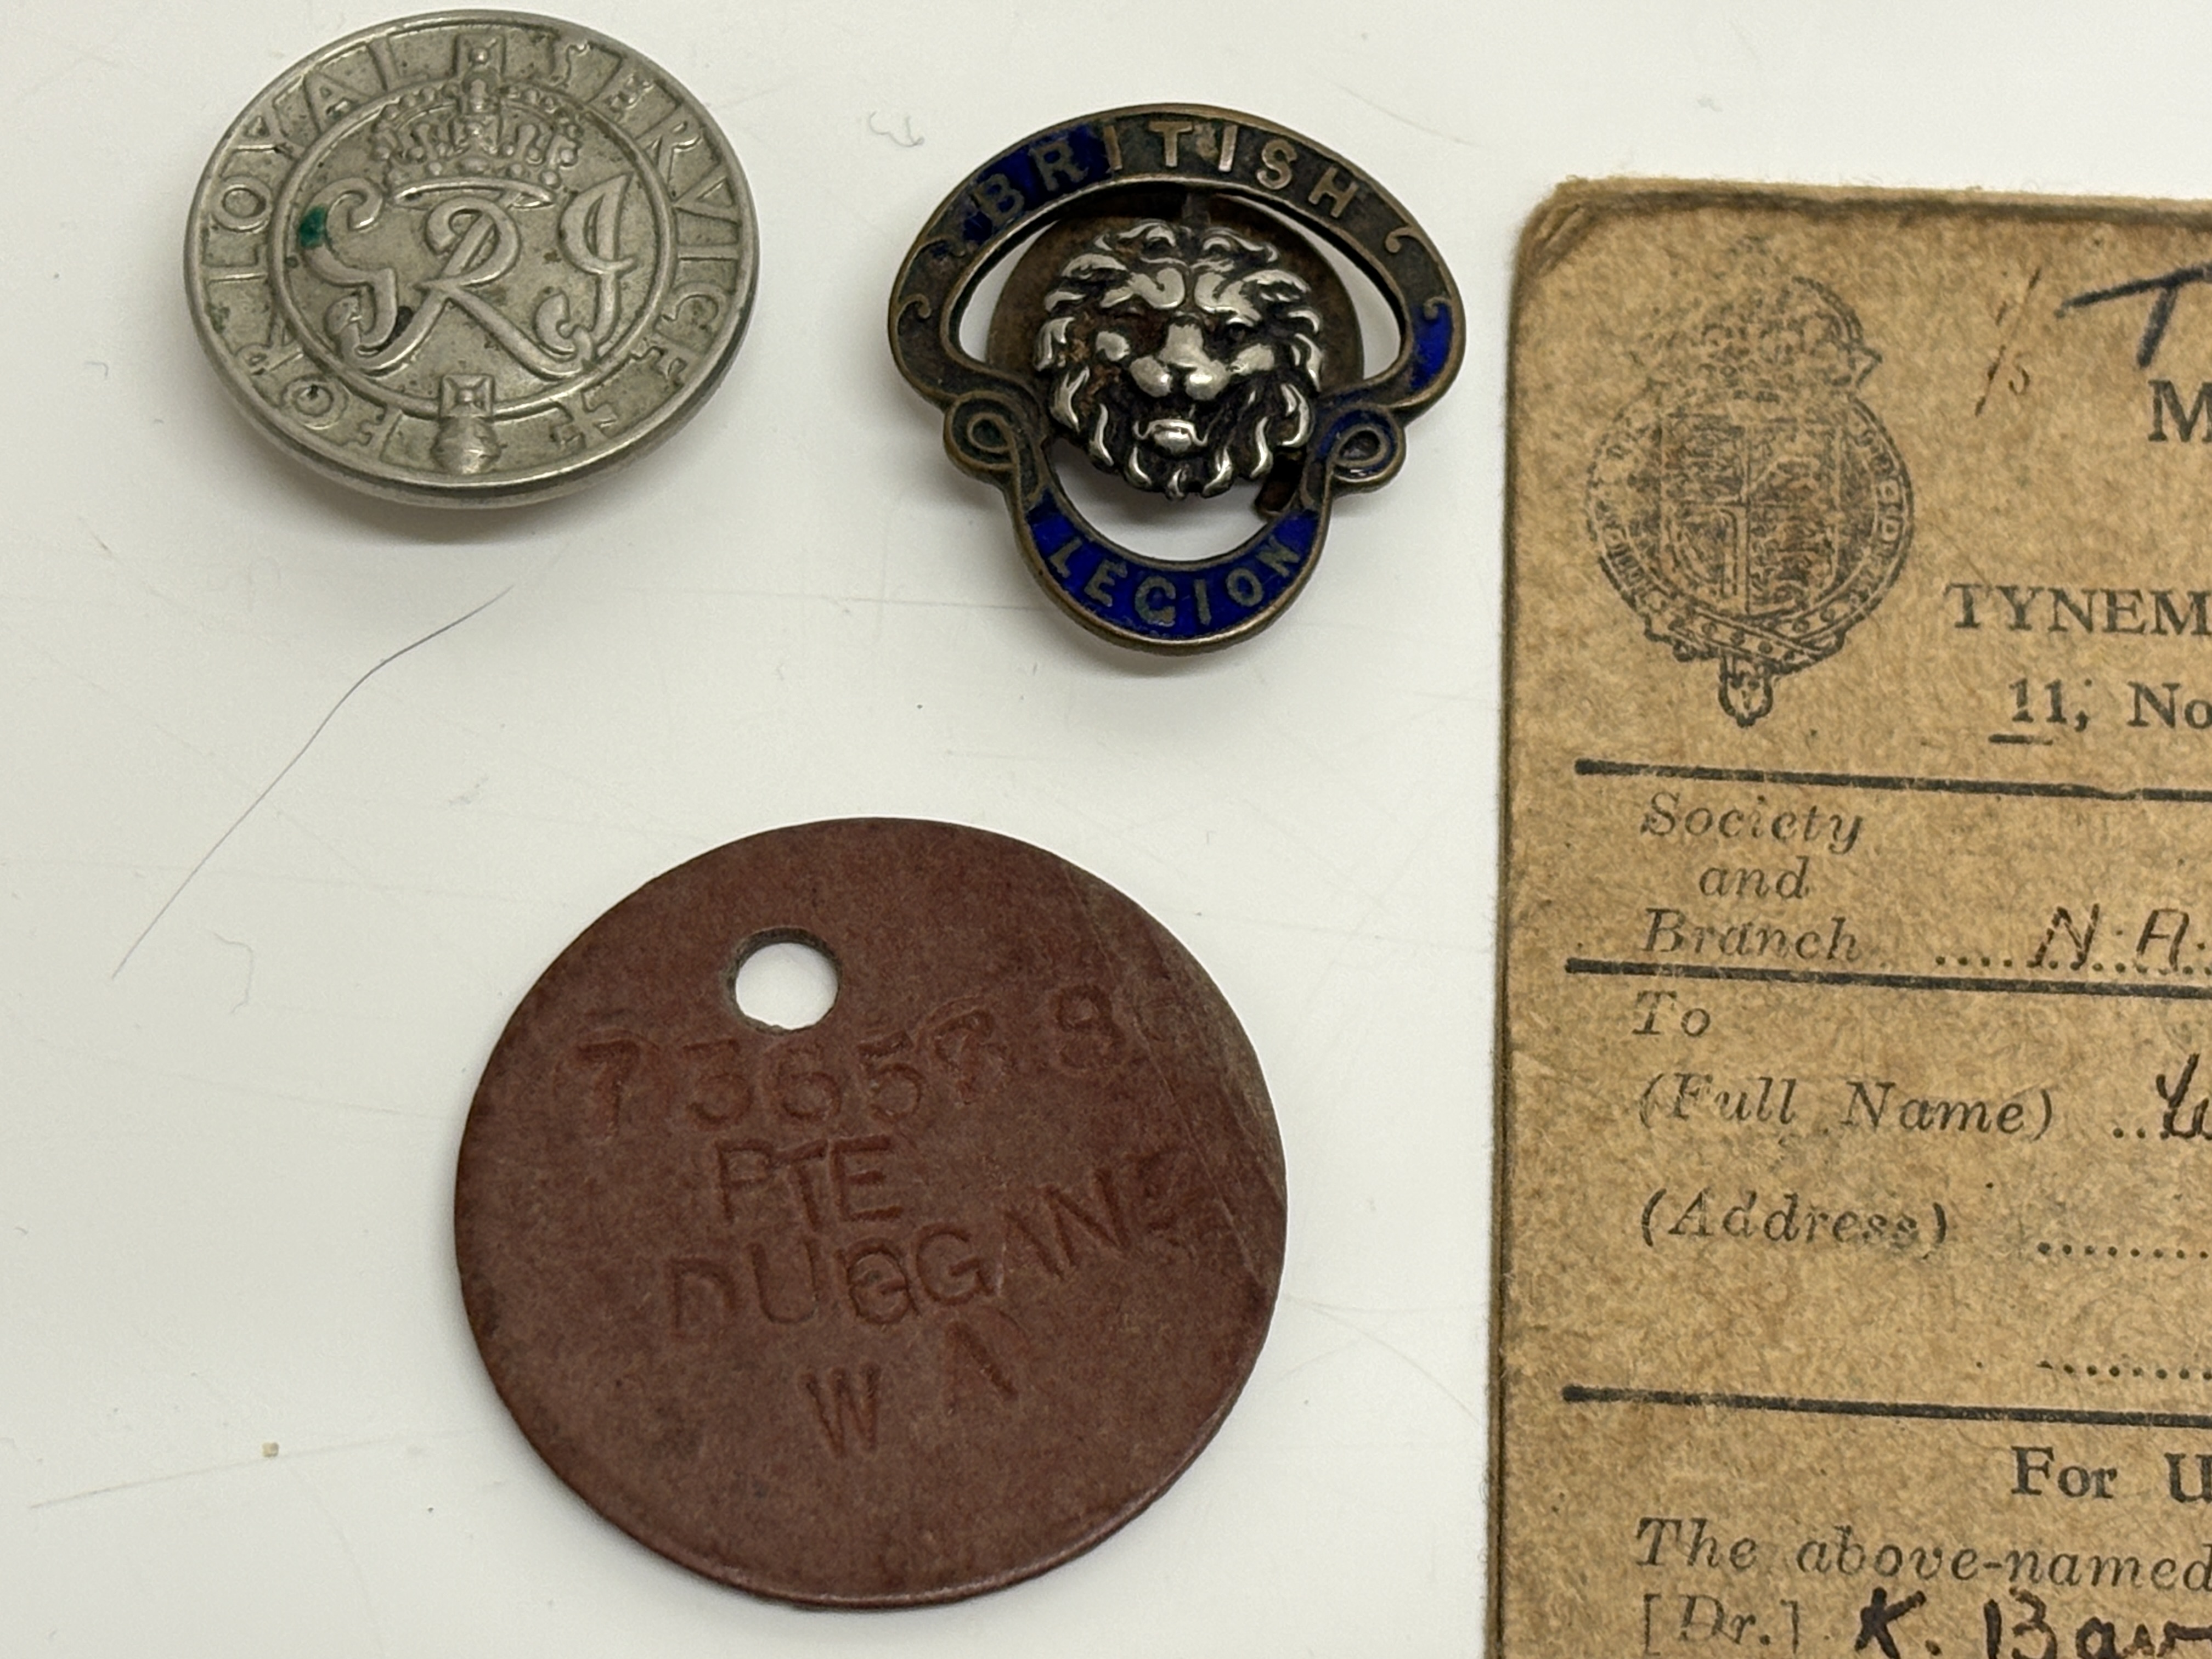 FOR LOYAL SERVICE
GRI
BRITISH
LEGION
PTE
DUGGAN
W A
TYNEM
11, No
Society
and
Branch .... N.A.
To
(Full Name) ..
(Address) ........
For U
The above-named
[Dr.] K.